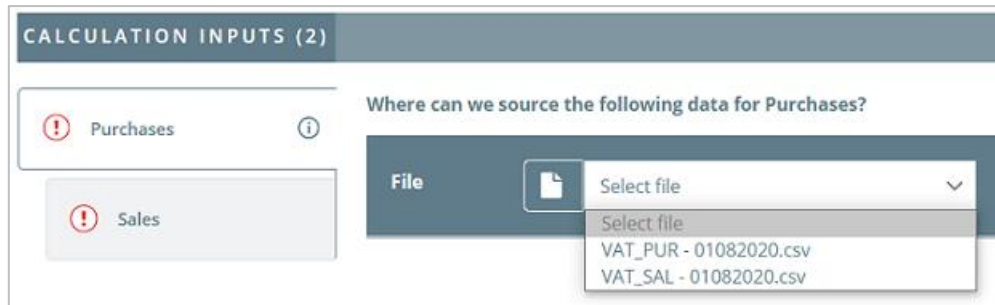 CALCULATION INPUTS (2)
Where can we source the following data for Purchases?
Purchases
File
Select file
Select file
VAT_PUR - 01082020.csv
VAT_SAL - 01082020.csv
Sales